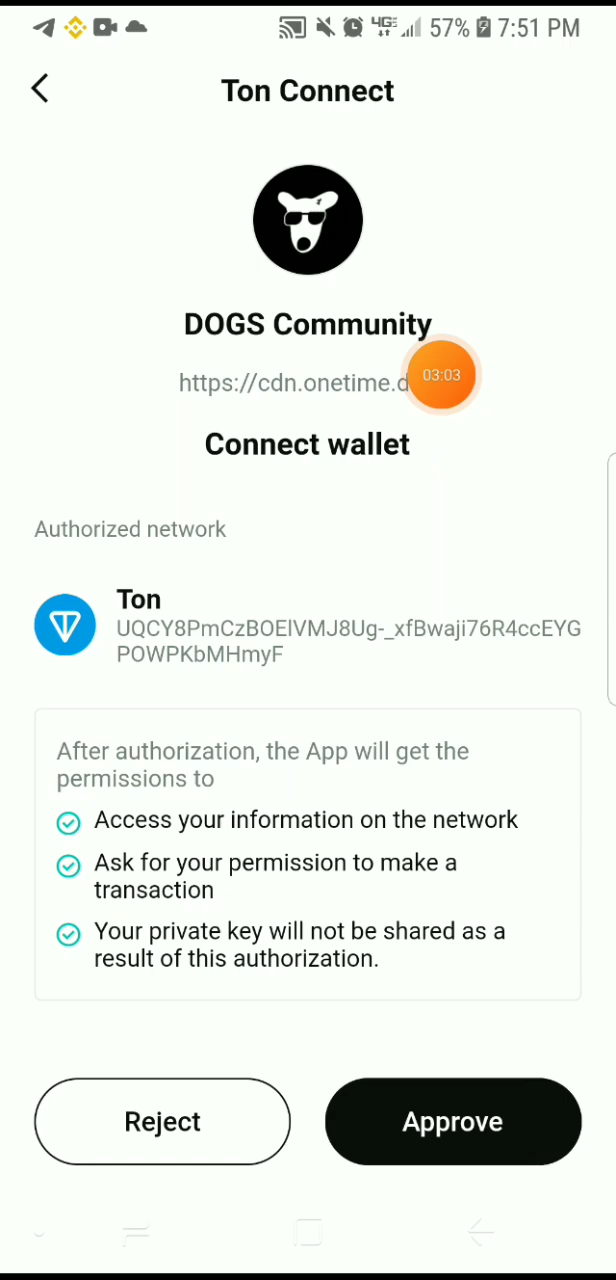 4GE 57% 7:51 PM
Ton Connect
DOGS Community
https://cdn.onetime.d
03:03
Connect wallet
Authorized network
Ton
UQCY8PmCzBOElVMJ8Ug-_xfBwaji76R4ccEYG
POWPKbMHmyF
After authorization, the App will get the
permissions to
Access your information on the network
Ask for your permission to make a
transaction
Your private key will not be shared as a
result of this authorization.
Reject Approve